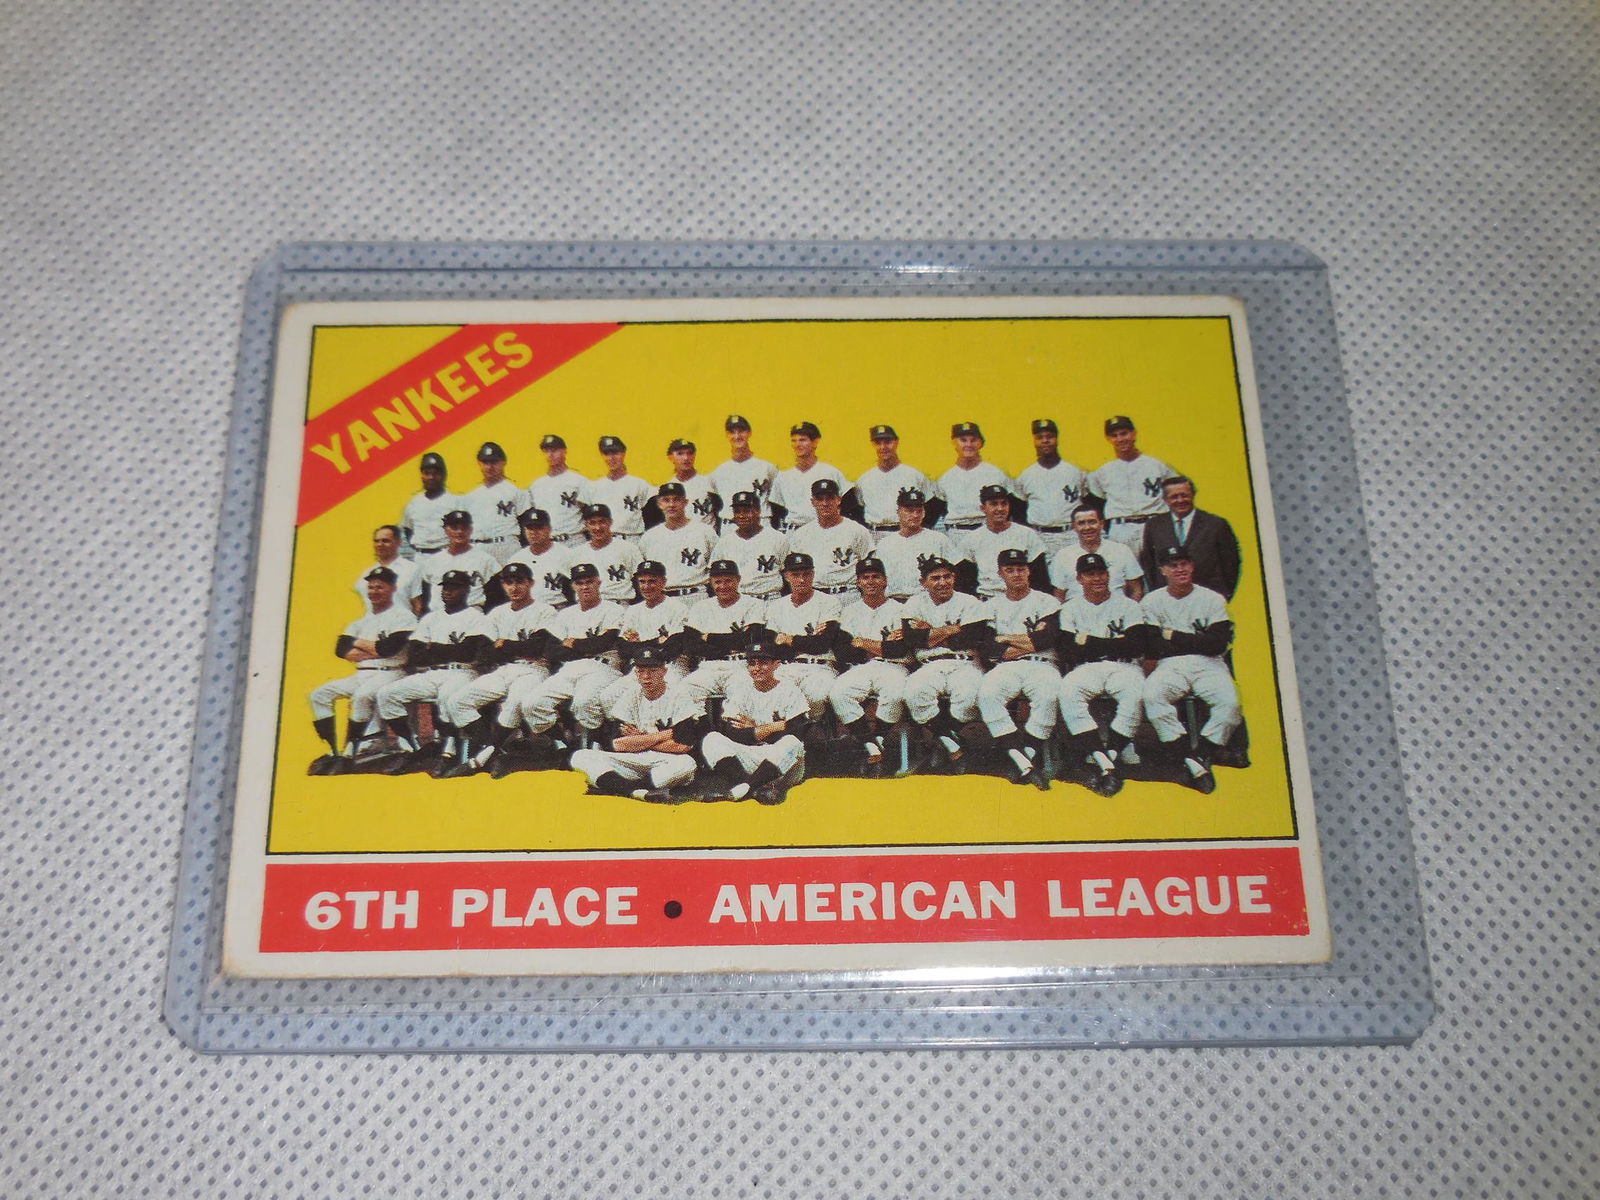 YANKEES
6TH PLACE • AMERICAN LEAGUE